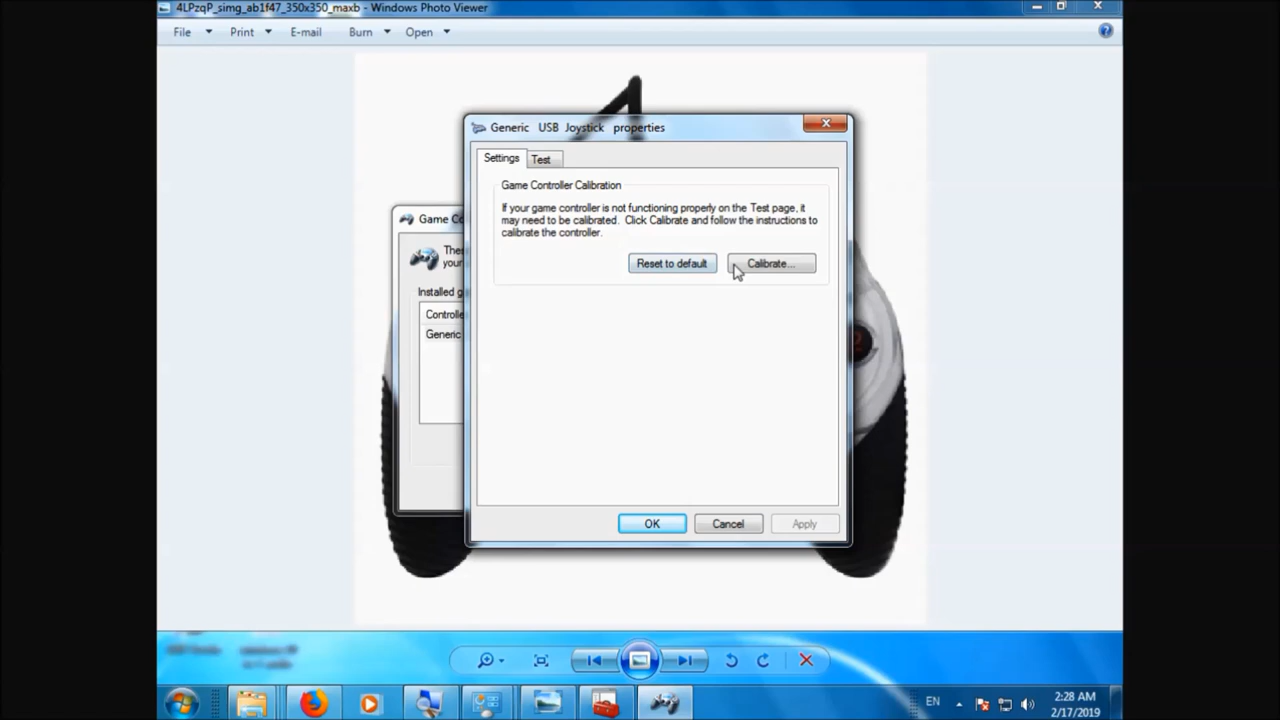 4LPzqP_simg_ab1f47_350x350_maxb - Windows Photo Viewer
File Print E-mail Burn Open
Generic USB Joystick properties
Settings Test
Game Controller Calibration
If your game controller is not functioning properly on the Test page, it
may need to be calibrated. Click Calibrate and follow the instructions to
calibrate the controller.
Reset to default Calibrate...
OK Cancel Apply
Game Co
Thes
your
Installed g
Controlle
Generic
EN
2:28 AM
2/17/2019